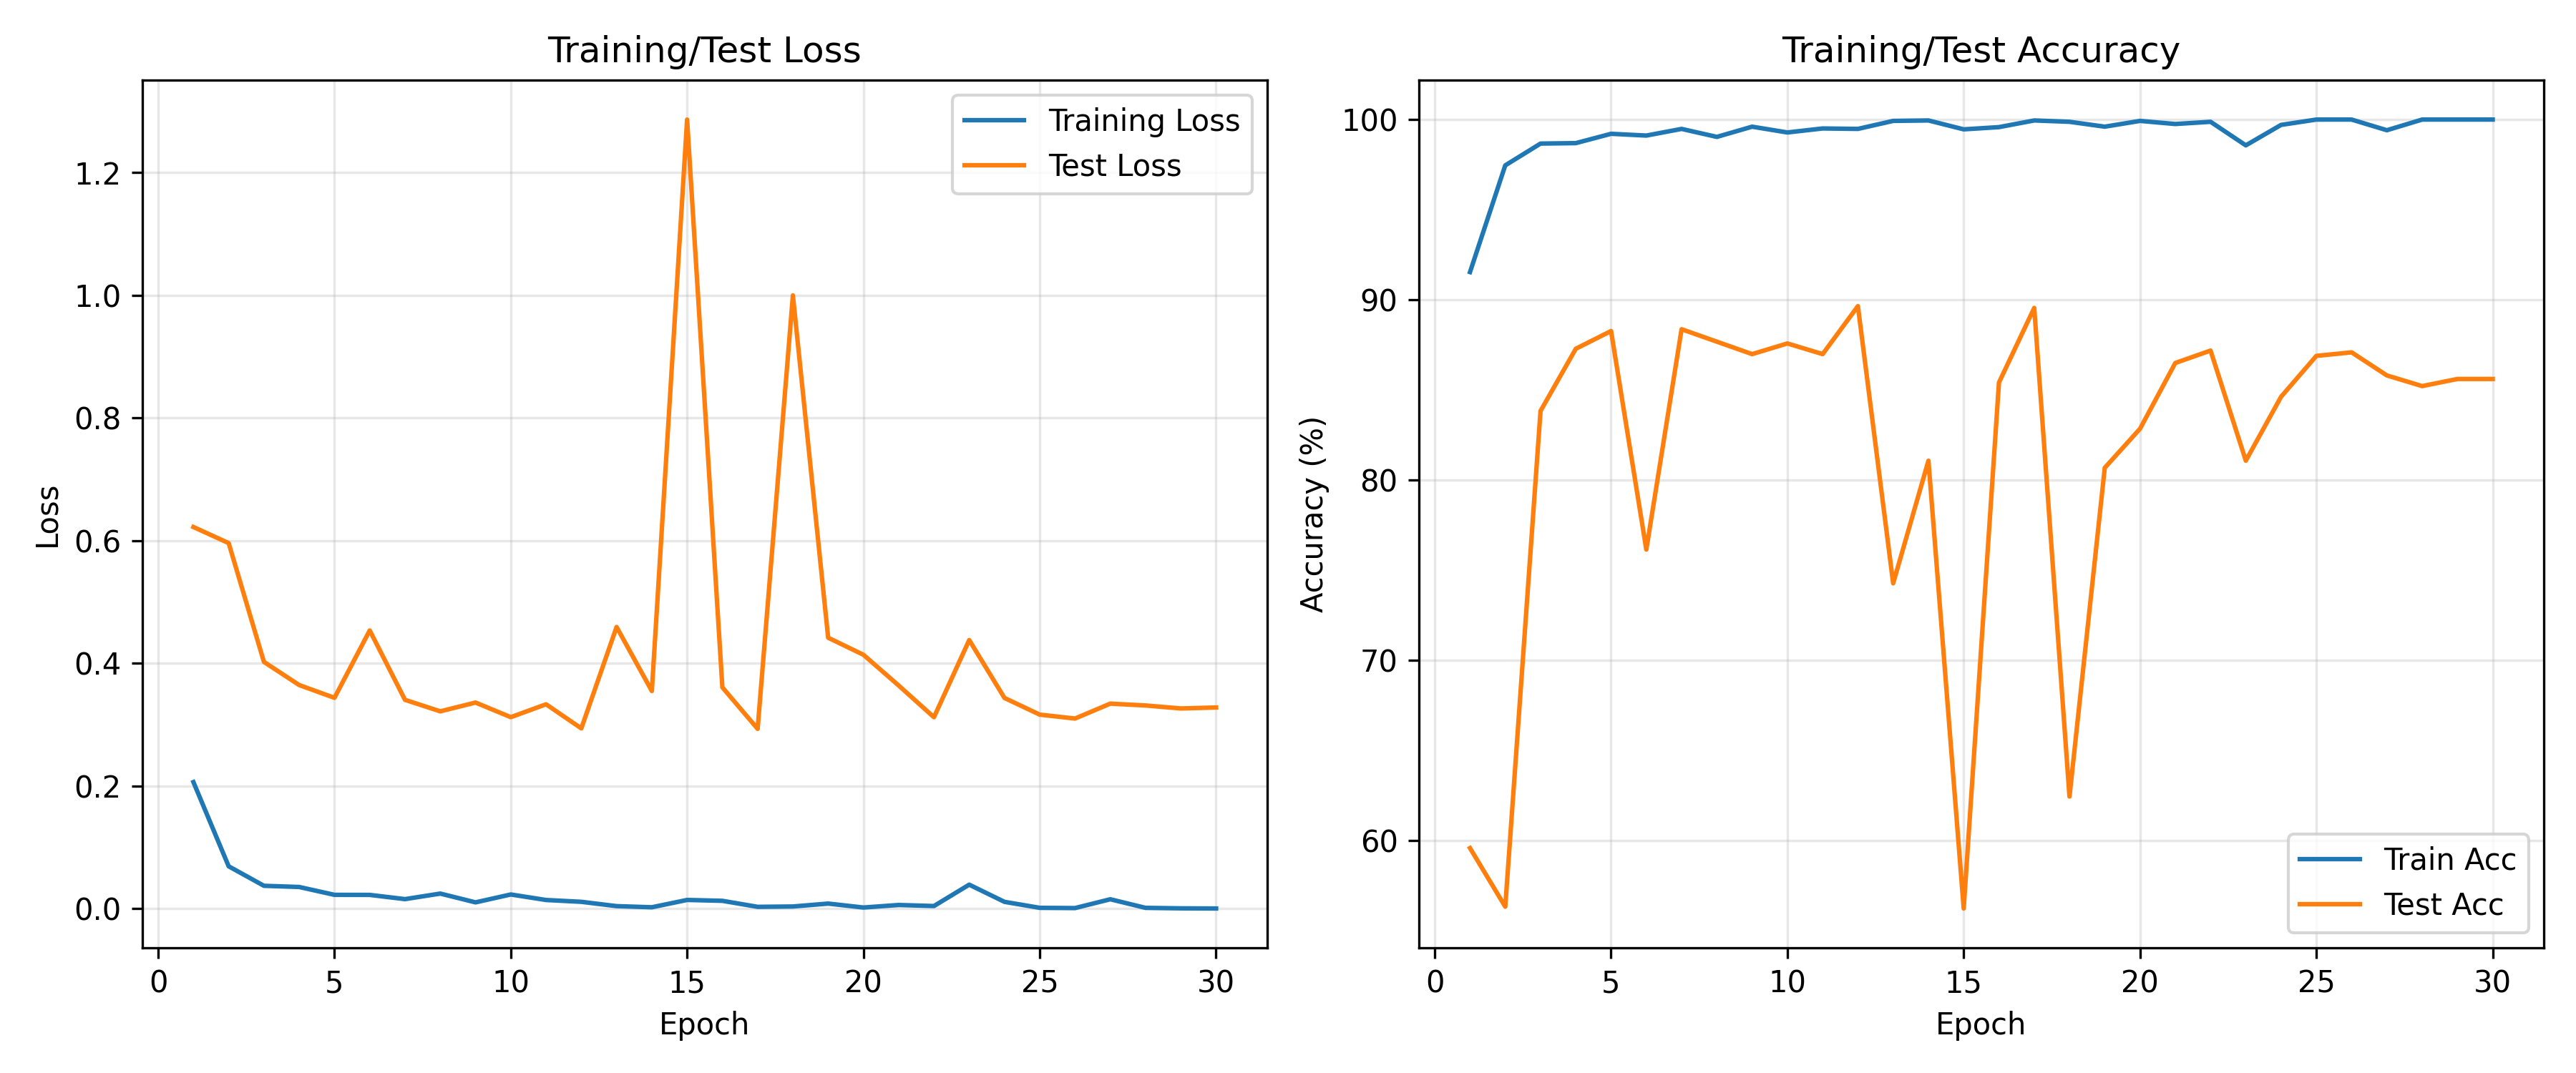 Training/Test Loss
Training Loss
Test Loss
1.2
1.0
0.8
0.6
0.4
0.2
0.0
Loss
0 5 10 15 20 25 30
Epoch
Training/Test Accuracy
100
90
80
70
60
Accuracy (%)
Train Acc
Test Acc
0 5 10 15 20 25 30
Epoch